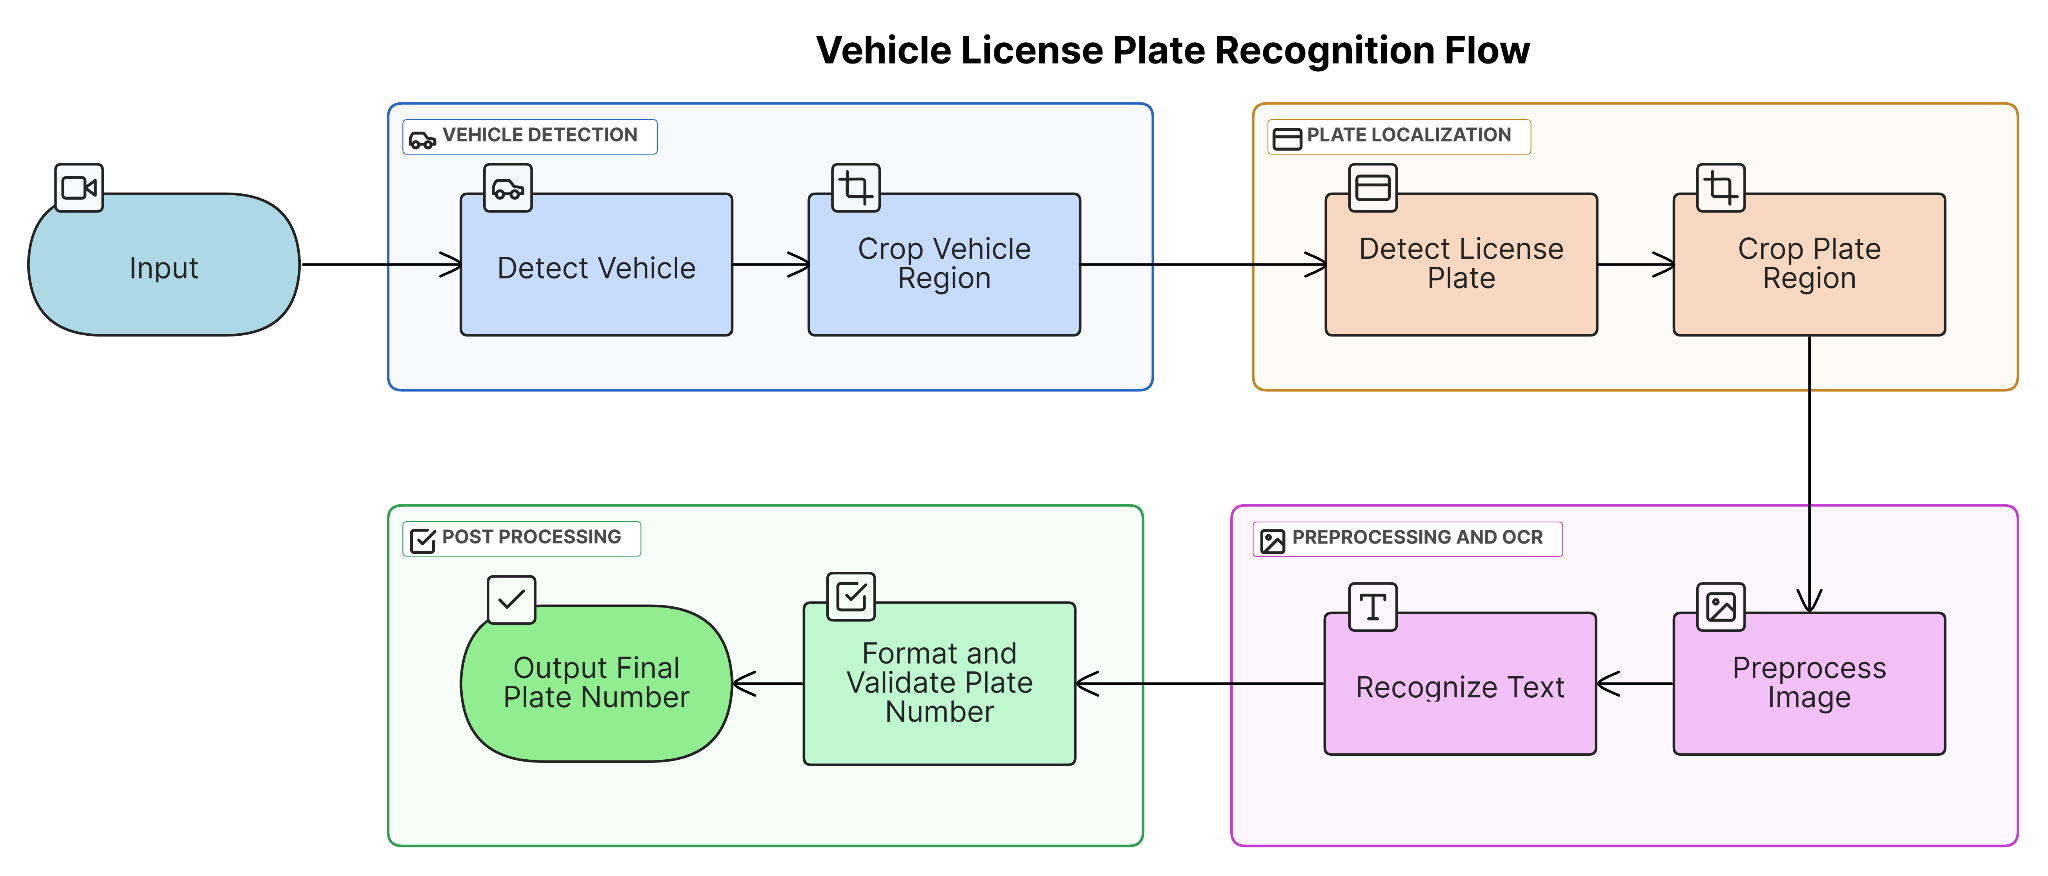 Vehicle License Plate Recognition Flow
VEHICLE DETECTION
PLATE LOCALIZATION
Input
Detect Vehicle
Crop Vehicle
Region
Detect License
Plate
Crop Plate
Region
POST PROCESSING
PREPROCESSING AND OCR
Output Final
Plate Number
Format and
Validate Plate
Number
Recognize Text
Preprocess
Image